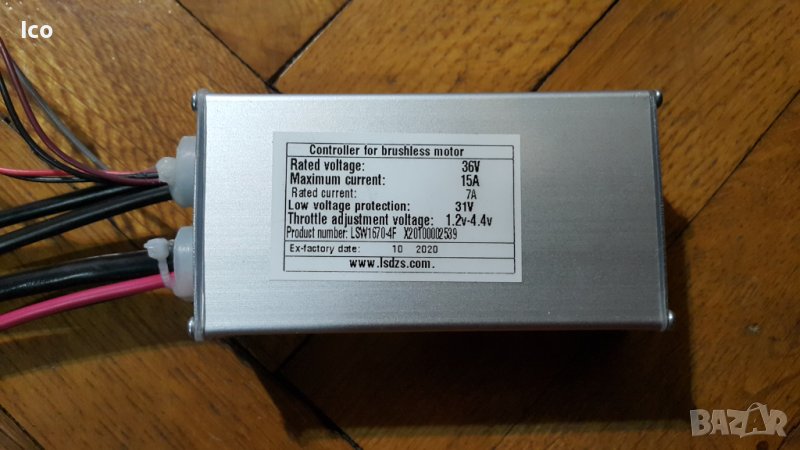 Ico
Controller for brushless motor
Rated voltage: 36V
Maximum current: 15A
Rated current: 7A
Low voltage protection: 31V
Throttle adjustment voltage: 1.2v-4.4v
Product number: LSW1670-4F X20100002539
Ex-factory date: 10 2020
www.lsdzs.com.
BAZAR